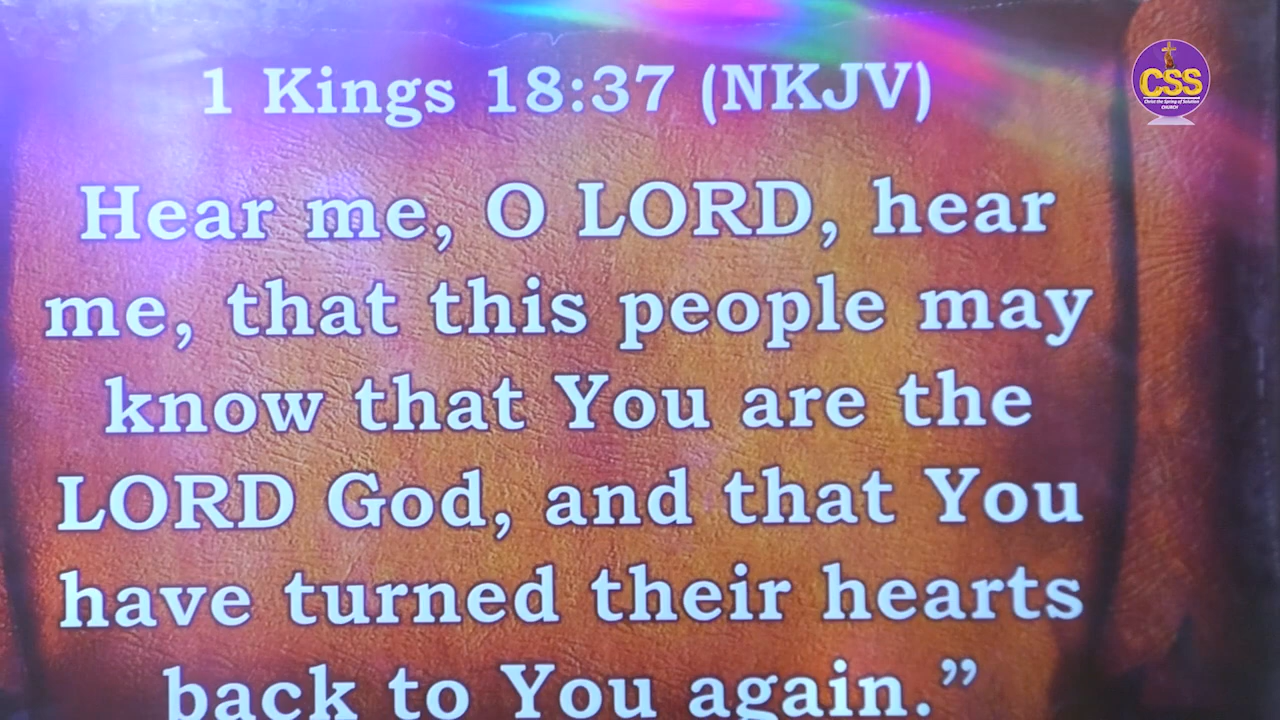 1 Kings 18:37 (NKJV)
Hear me, O LORD, hear
me, that this people may
know that You are the
LORD God, and that You
have turned their hearts
back to You again.”
CSS
Christ the Spring of Solution
CHURCH